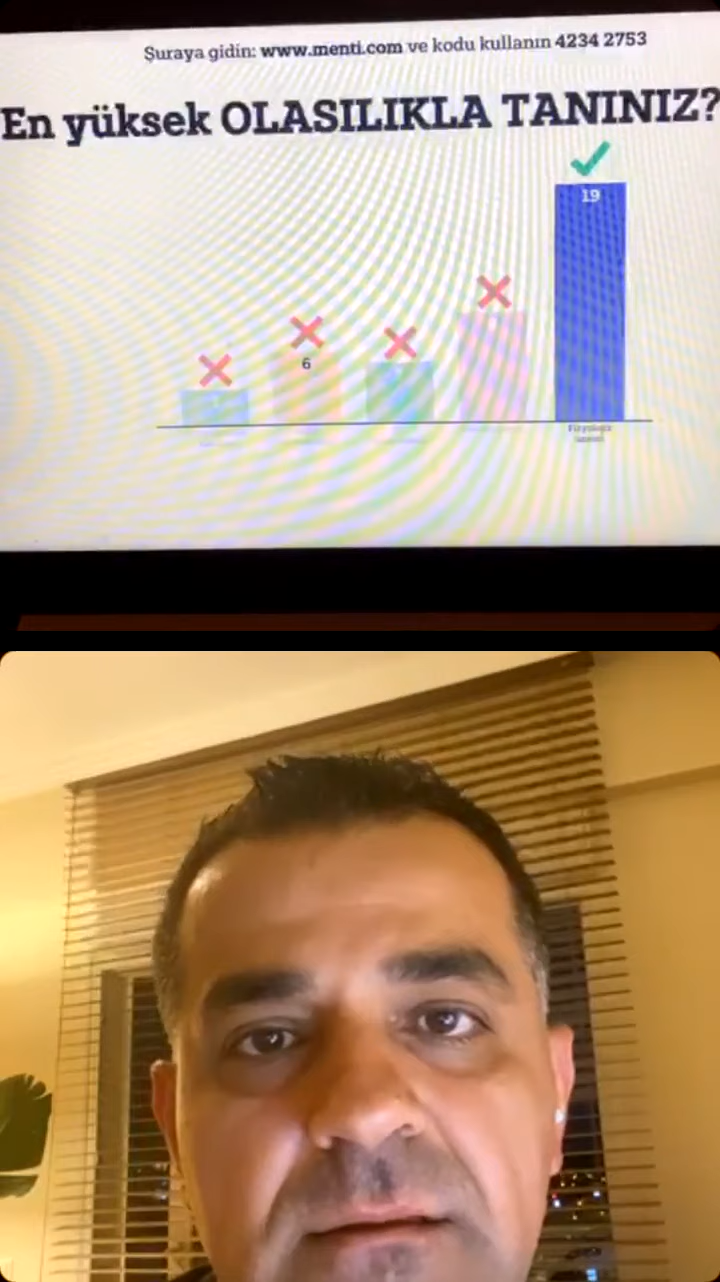 Şuraya gidin: www.menti.com ve kodu kullanın 4234 2753
En yüksek OLASILIKLA TANINIZ?
19
6